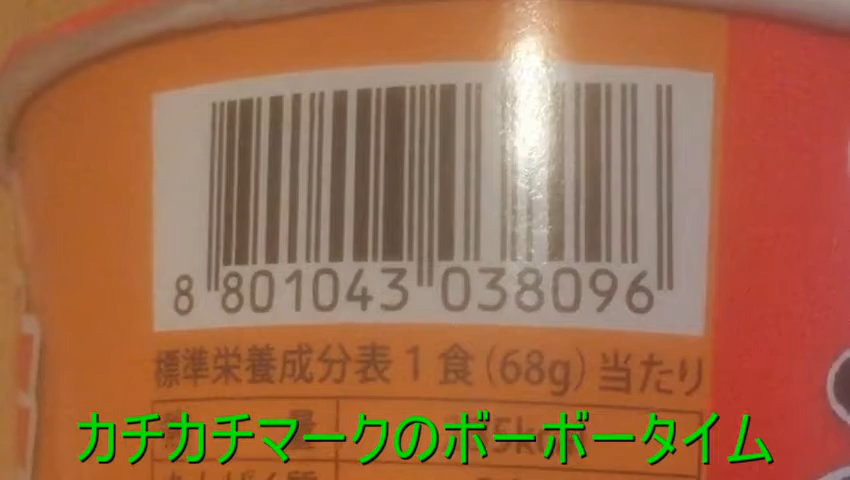 8 801043 038096
標準栄養成分表 1 食 (68g) 当たり
カチカチマークのボーボータイム